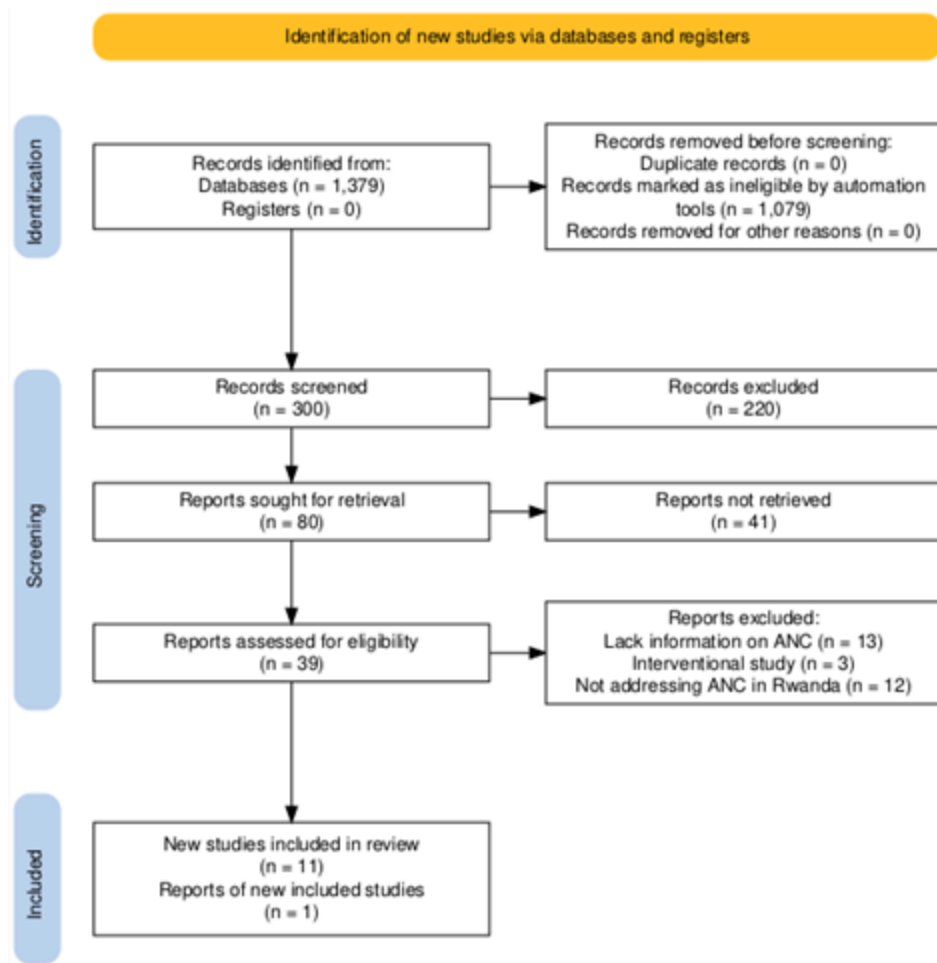 Identification of new studies via databases and registers
Identification
Records identified from:
Databases (n = 1,379)
Registers (n = 0)
Records removed before screening:
Duplicate records (n = 0)
Records marked as ineligible by automation
tools (n = 1,079)
Records removed for other reasons (n = 0)
Screening
Records screened
(n = 300)
Records excluded
(n = 220)
Reports sought for retrieval
(n = 80)
Reports not retrieved
(n = 41)
Reports assessed for eligibility
(n = 39)
Reports excluded:
Lack information on ANC (n = 13)
Interventional study (n = 3)
Not addressing ANC in Rwanda (n = 12)
Included
New studies included in review
(n = 11)
Reports of new included studies
(n = 1)